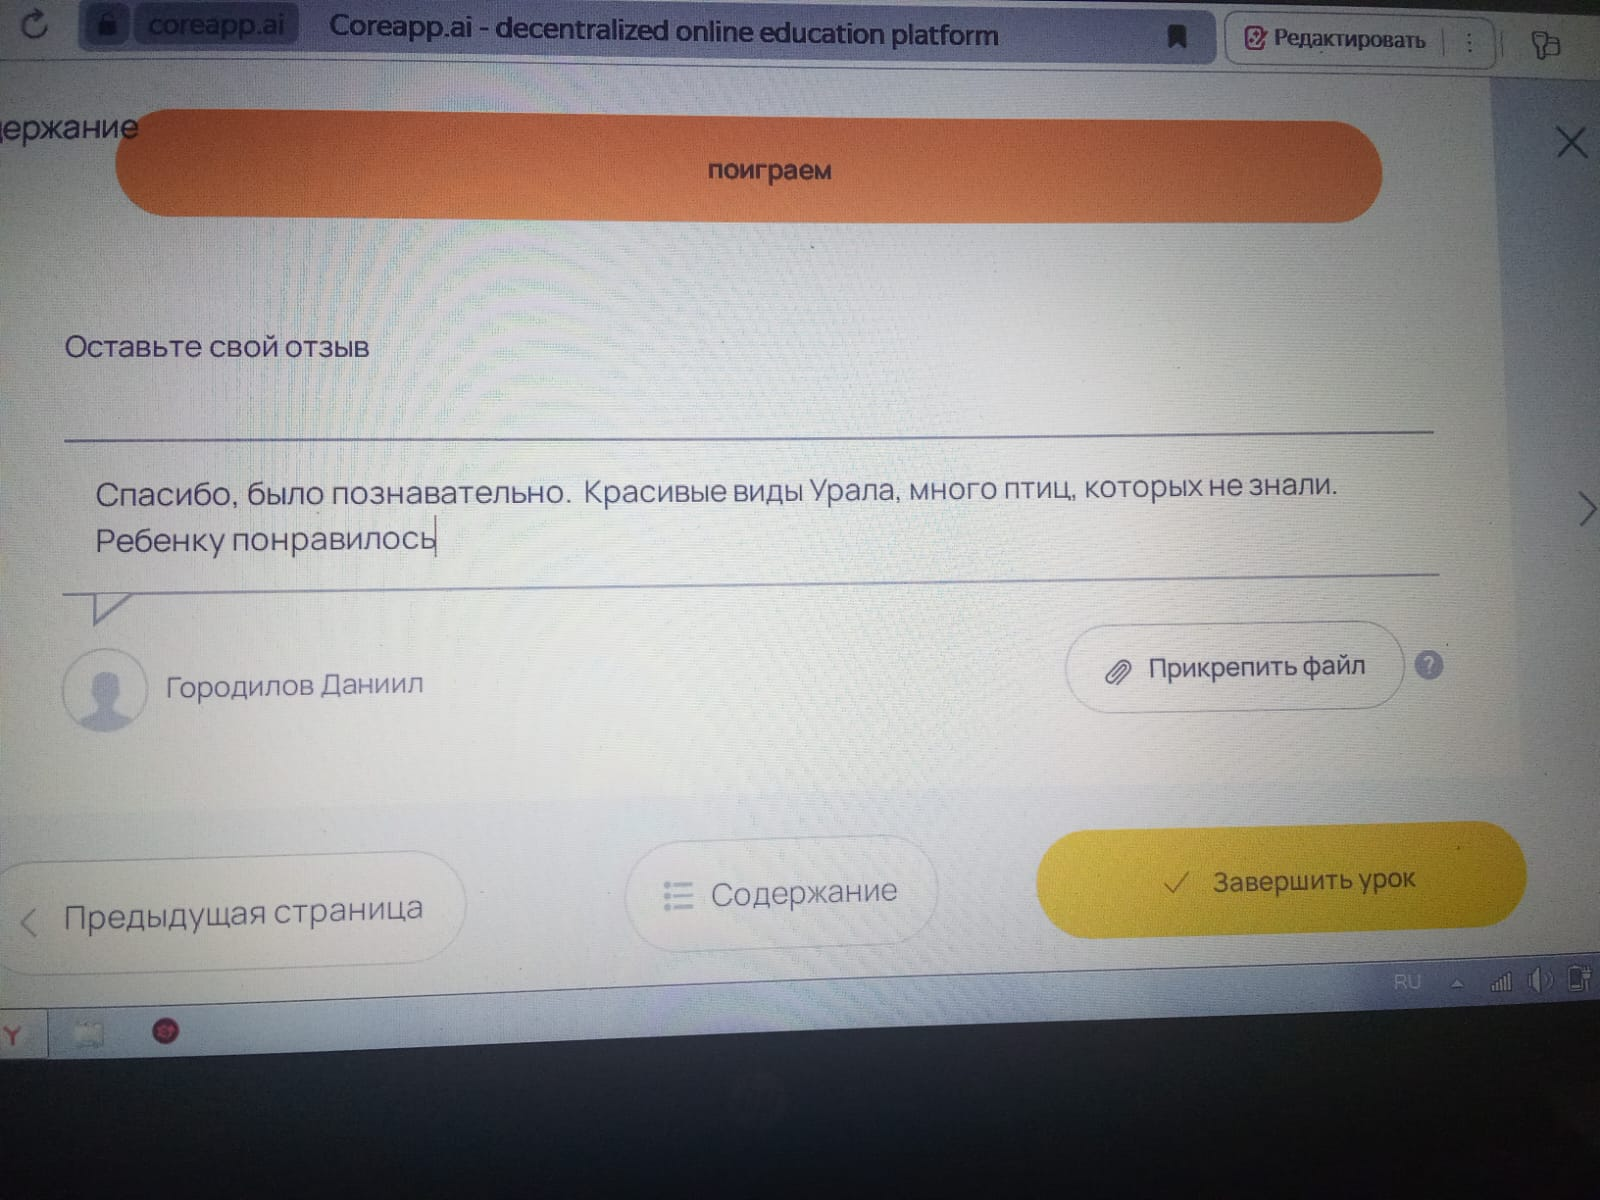 coreapp.ai Coreapp.ai - decentralized online education platform Редактировать
держание
поиграем
Оставьте свой отзыв
Спасибо, было познавательно. Красивые виды Урала, много птиц, которых не знали.
Ребенку понравилось
Городилов Даниил
Прикрепить файл ?
Предыдущая страница
Содержание
Завершить урок
RU
Y